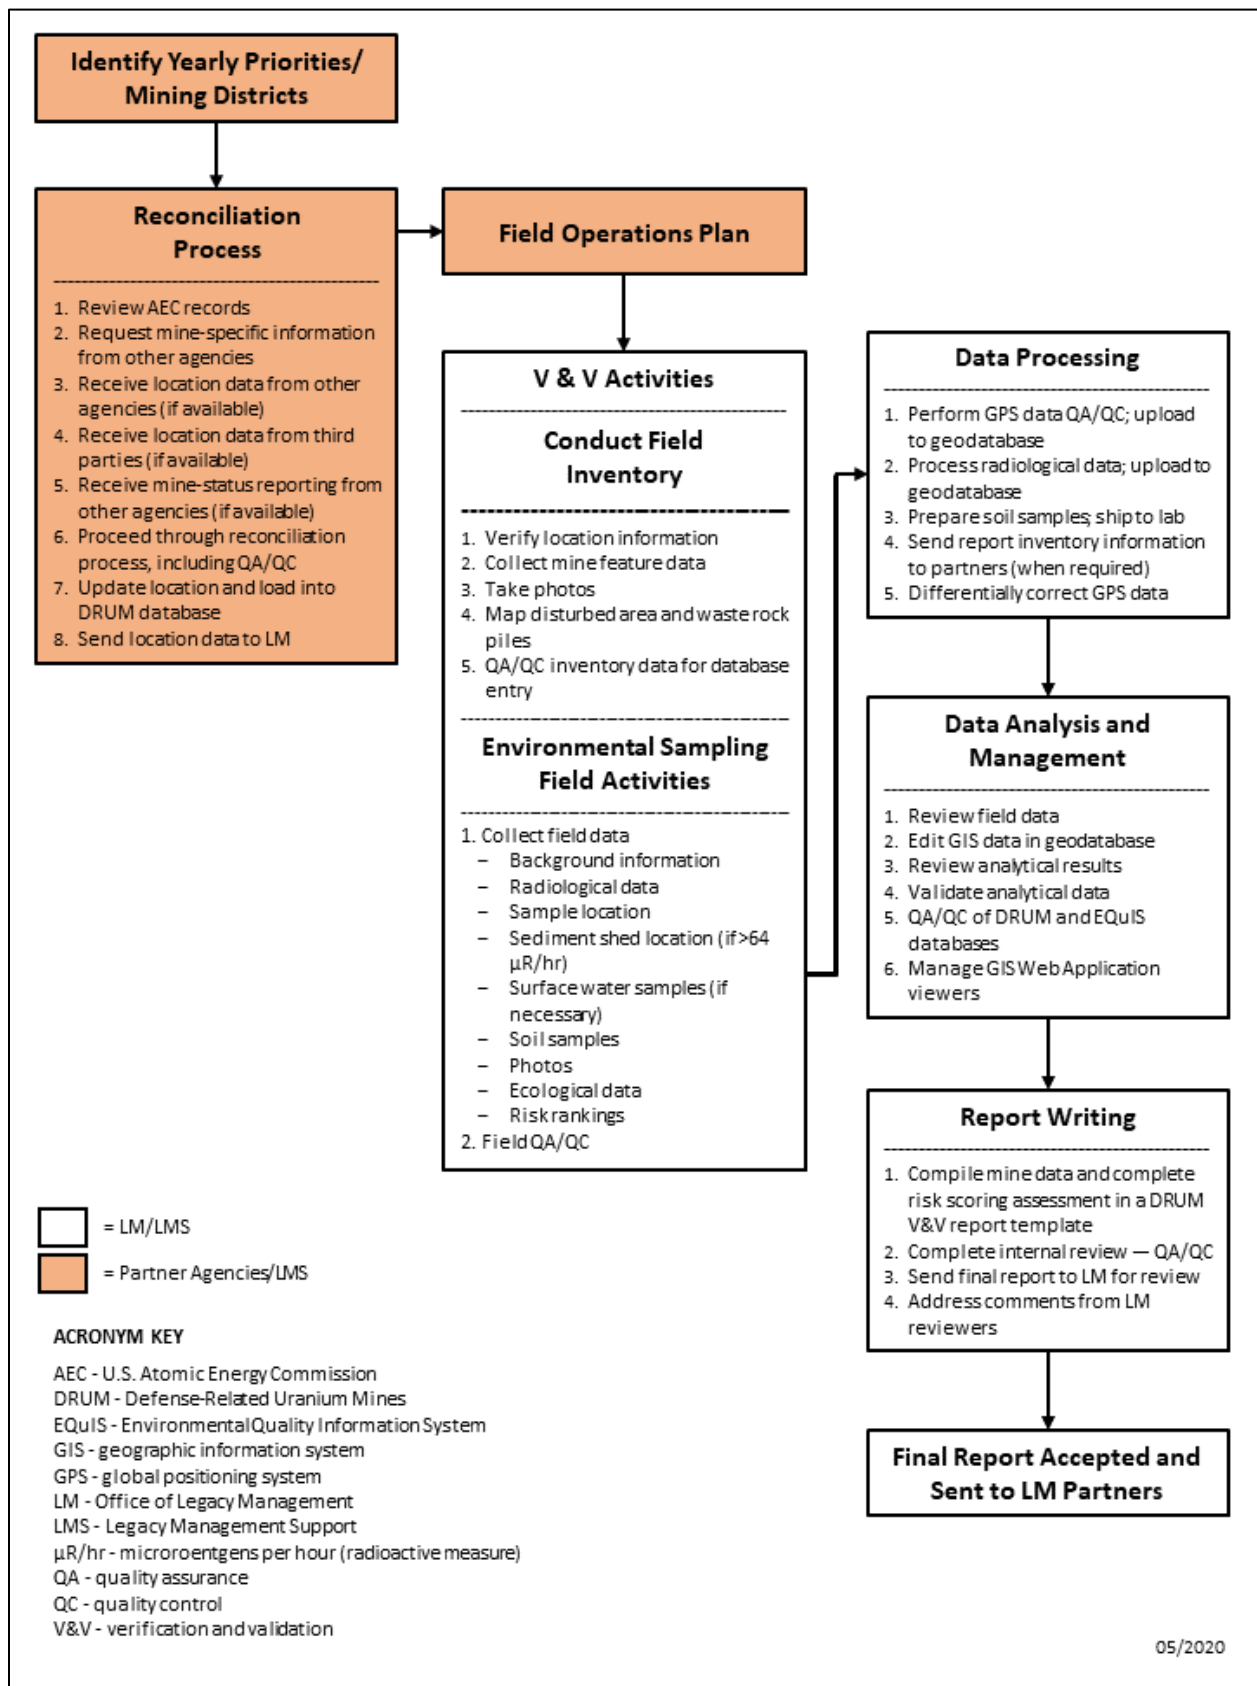 Identify Yearly Priorities/
Mining Districts
Reconciliation
Process
1. Review AEC records
2. Request mine-specific information
from other agencies
3. Receive location data from other
agencies (if available)
4. Receive location data from third
parties (if available)
5. Receive mine-status reporting from
other agencies (if available)
6. Proceed through reconciliation
process, including QA/QC
7. Update location and load into
DRUM database
8. Send location data to LM
Field Operations Plan
V & V Activities
Conduct Field
Inventory
1. Verify location information
2. Collect mine feature data
3. Take photos
4. Map disturbed area and waste rock
piles
5. QA/QC inventory data for database
entry
Environmental Sampling
Field Activities
1. Collect field data
– Background information
– Radiological data
– Sample location
– Sediment shed location (if >64
µR/hr)
– Surface water samples (if
necessary)
– Soil samples
– Photos
– Ecological data
– Risk rankings
2. Field QA/QC
Data Processing
1. Perform GPS data QA/QC; upload
to geodatabase
2. Process radiological data; upload to
geodatabase
3. Prepare soil samples; ship to lab
4. Send report inventory information
to partners (when required)
5. Differentially correct GPS data
Data Analysis and
Management
1. Review field data
2. Edit GIS data in geodatabase
3. Review analytical results
4. Validate analytical data
5. QA/QC of DRUM and EQuIS
databases
6. Manage GIS Web Application
viewers
Report Writing
1. Compile mine data and complete
risk scoring assessment in a DRUM
V&V report template
2. Complete internal review — QA/QC
3. Send final report to LM for review
4. Address comments from LM
reviewers
Final Report Accepted and
Sent to LM Partners
= LM/LMS
= Partner Agencies/LMS
ACRONYM KEY
AEC - U.S. Atomic Energy Commission
DRUM - Defense-Related Uranium Mines
EQuIS - Environmental Quality Information System
GIS - geographic information system
GPS - global positioning system
LM - Office of Legacy Management
LMS - Legacy Management Support
µR/hr - microroentgens per hour (radioactive measure)
QA - quality assurance
QC - quality control
V&V - verification and validation
05/2020